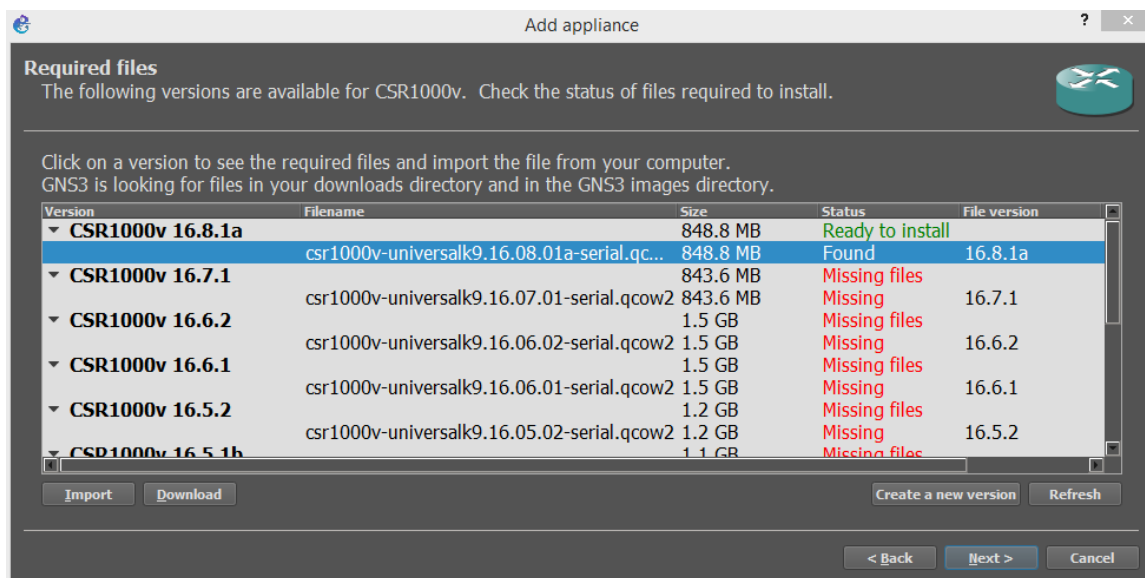 Add appliance
?
×
Required files
The following versions are available for CSR1000v. Check the status of files required to install.
Click on a version to see the required files and import the file from your computer.
GNS3 is looking for files in your downloads directory and in the GNS3 images directory.
Version Filename Size Status File version
CSR1000v 16.8.1a 848.8 MB Ready to install
csr1000v-universalk9.16.08.01a-serial.qc... 848.8 MB Found 16.8.1a
CSR1000v 16.7.1 843.6 MB Missing files
csr1000v-universalk9.16.07.01-serial.qcow2 843.6 MB Missing 16.7.1
CSR1000v 16.6.2 1.5 GB Missing files
csr1000v-universalk9.16.06.02-serial.qcow2 1.5 GB Missing 16.6.2
CSR1000v 16.6.1 1.5 GB Missing files
csr1000v-universalk9.16.06.01-serial.qcow2 1.5 GB Missing 16.6.1
CSR1000v 16.5.2 1.2 GB Missing files
csr1000v-universalk9.16.05.02-serial.qcow2 1.2 GB Missing 16.5.2
CSR1000v 16.5.1b 1.1 GB Missing files
Import Download Create a new version Refresh
< Back Next > Cancel